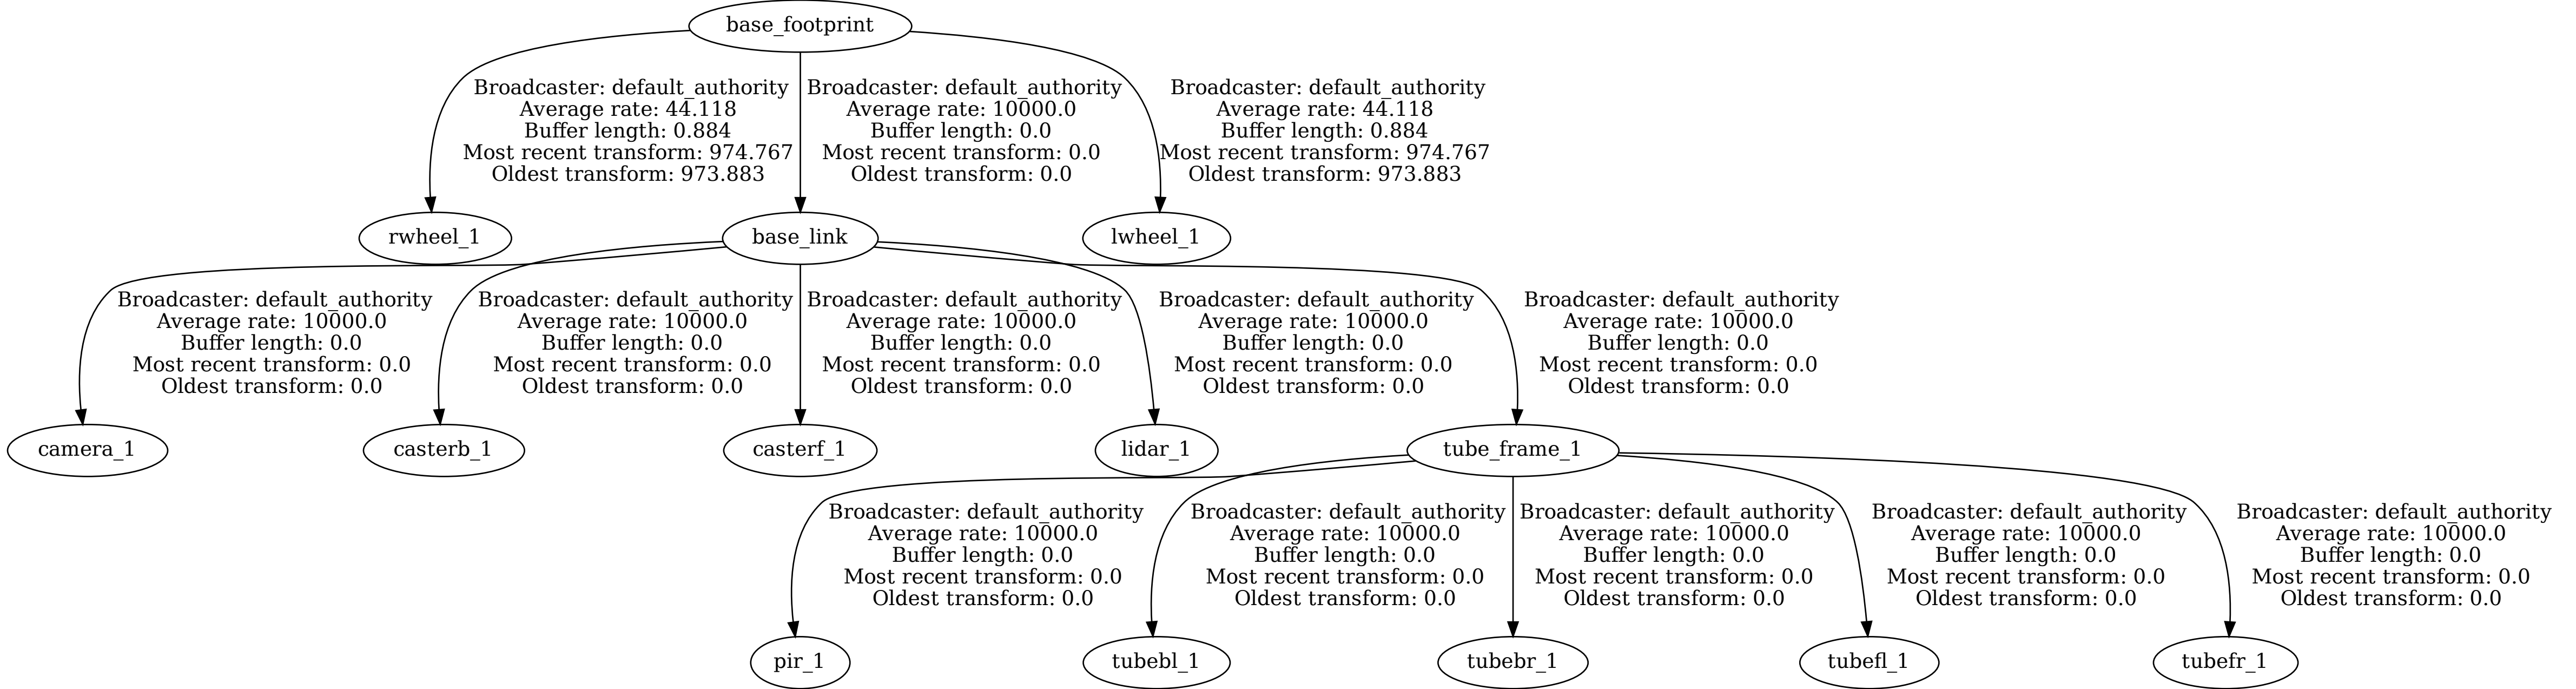 base_footprint
Broadcaster: default_authority
Average rate: 44.118
Buffer length: 0.884
Most recent transform: 974.767
Oldest transform: 973.883
Broadcaster: default_authority
Average rate: 10000.0
Buffer length: 0.0
Most recent transform: 0.0
Oldest transform: 0.0
Broadcaster: default_authority
Average rate: 44.118
Buffer length: 0.884
Most recent transform: 974.767
Oldest transform: 973.883
rwheel_1
base_link
lwheel_1
Broadcaster: default_authority
Average rate: 10000.0
Buffer length: 0.0
Most recent transform: 0.0
Oldest transform: 0.0
Broadcaster: default_authority
Average rate: 10000.0
Buffer length: 0.0
Most recent transform: 0.0
Oldest transform: 0.0
Broadcaster: default_authority
Average rate: 10000.0
Buffer length: 0.0
Most recent transform: 0.0
Oldest transform: 0.0
Broadcaster: default_authority
Average rate: 10000.0
Buffer length: 0.0
Most recent transform: 0.0
Oldest transform: 0.0
Broadcaster: default_authority
Average rate: 10000.0
Buffer length: 0.0
Most recent transform: 0.0
Oldest transform: 0.0
camera_1
casterb_1
casterf_1
lidar_1
tube_frame_1
Broadcaster: default_authority
Average rate: 10000.0
Buffer length: 0.0
Most recent transform: 0.0
Oldest transform: 0.0
Broadcaster: default_authority
Average rate: 10000.0
Buffer length: 0.0
Most recent transform: 0.0
Oldest transform: 0.0
Broadcaster: default_authority
Average rate: 10000.0
Buffer length: 0.0
Most recent transform: 0.0
Oldest transform: 0.0
Broadcaster: default_authority
Average rate: 10000.0
Buffer length: 0.0
Most recent transform: 0.0
Oldest transform: 0.0
Broadcaster: default_authority
Average rate: 10000.0
Buffer length: 0.0
Most recent transform: 0.0
Oldest transform: 0.0
pir_1
tubebl_1
tubebr_1
tubefl_1
tubefr_1